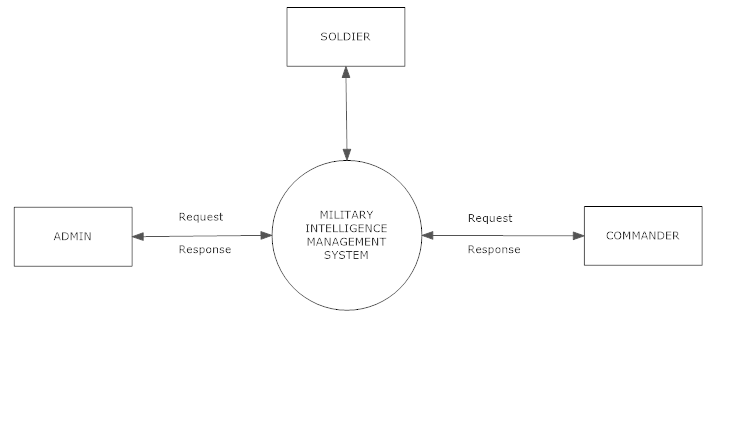 SOLDIER
MILITARY
INTELLIGENCE
MANAGEMENT
SYSTEM
ADMIN
Request
Response
Request
Response
COMMANDER